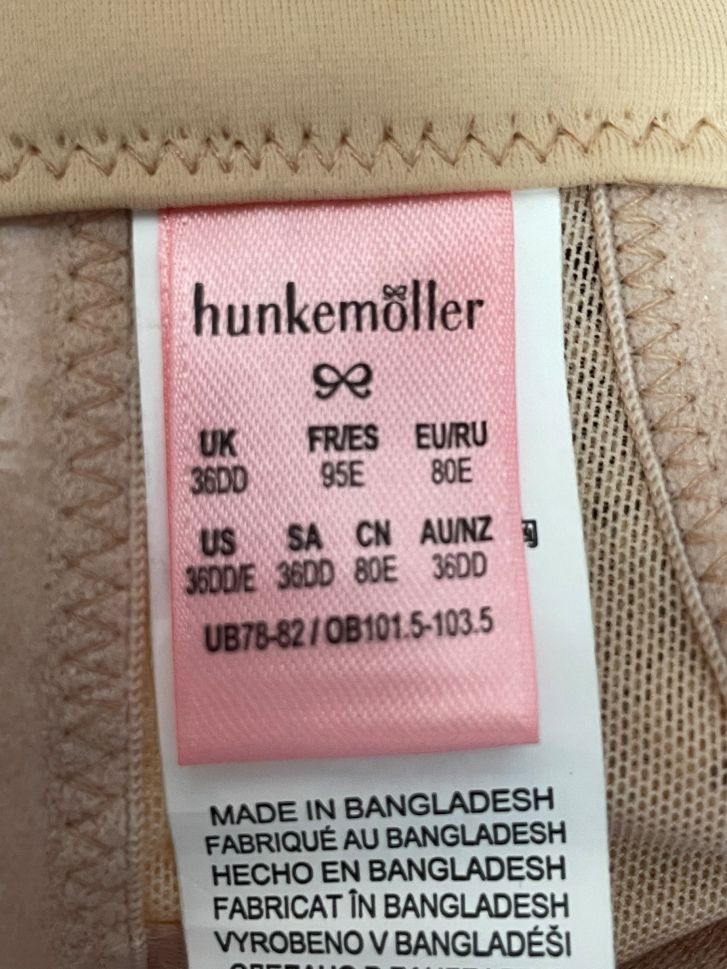 hunkemöller
UK FR/ES EU/RU
36DD 95E 80E
US SA CN AU/NZ
36DD/E 36DD 80E 36DD
UB78-82 / OB101.5-103.5
MADE IN BANGLADESH
FABRIQUÉ AU BANGLADESH
HECHO EN BANGLADESH
FABRICAT ÎN BANGLADESH
VYROBENO V BANGLADÉŠI